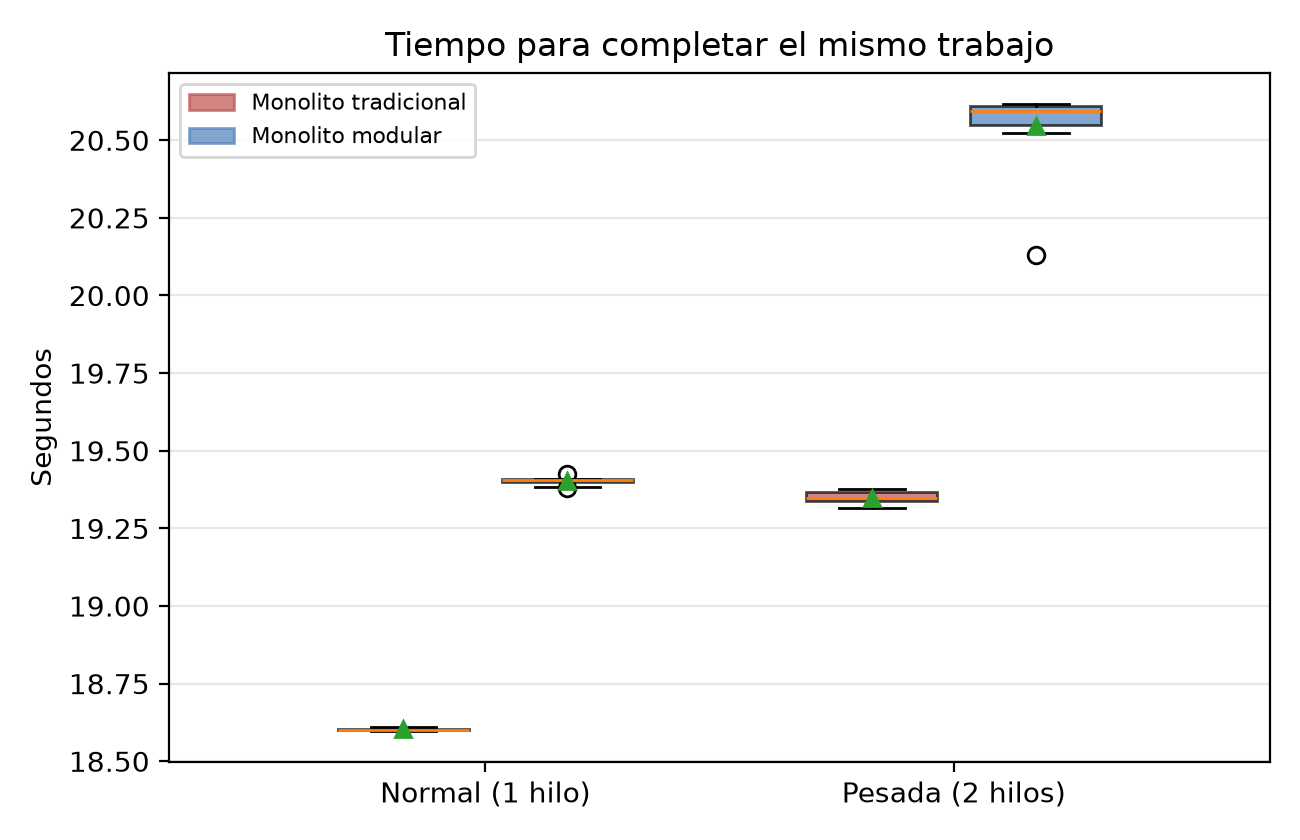 Tiempo para completar el mismo trabajo
Monolito tradicional
Monolito modular
Segundos
20.50
20.25
20.00
19.75
19.50
19.25
19.00
18.75
18.50
Normal (1 hilo)
Pesada (2 hilos)